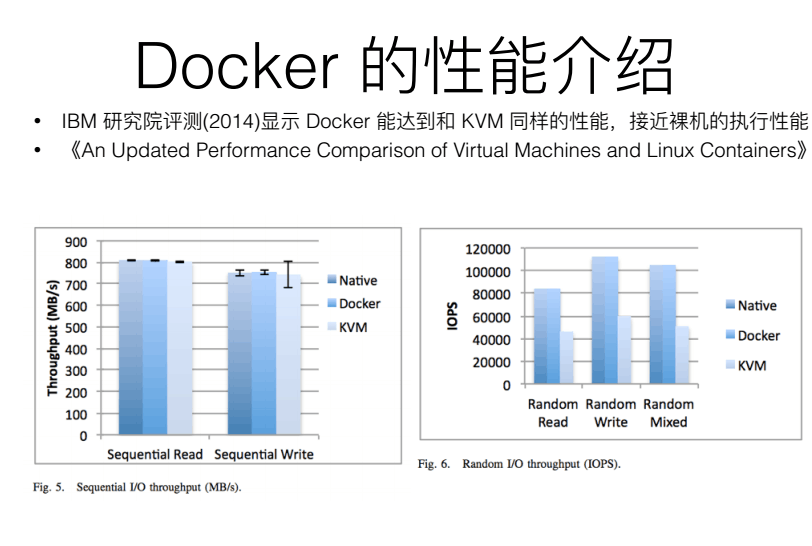 Docker 的性能介绍
• IBM 研究院评测(2014)显示 Docker 能达到和 KVM 同样的性能，接近裸机的执行性能
• 《An Updated Performance Comparison of Virtual Machines and Linux Containers》
Throughput (MB/s)
900
800
700
600
500
400
300
200
100
0
Sequential Read Sequential Write
Native
Docker
KVM
Fig. 5. Sequential I/O throughput (MB/s).
IOPS
120000
100000
80000
60000
40000
20000
0
Random Random Random
Read Write Mixed
Native
Docker
KVM
Fig. 6. Random I/O throughput (IOPS).